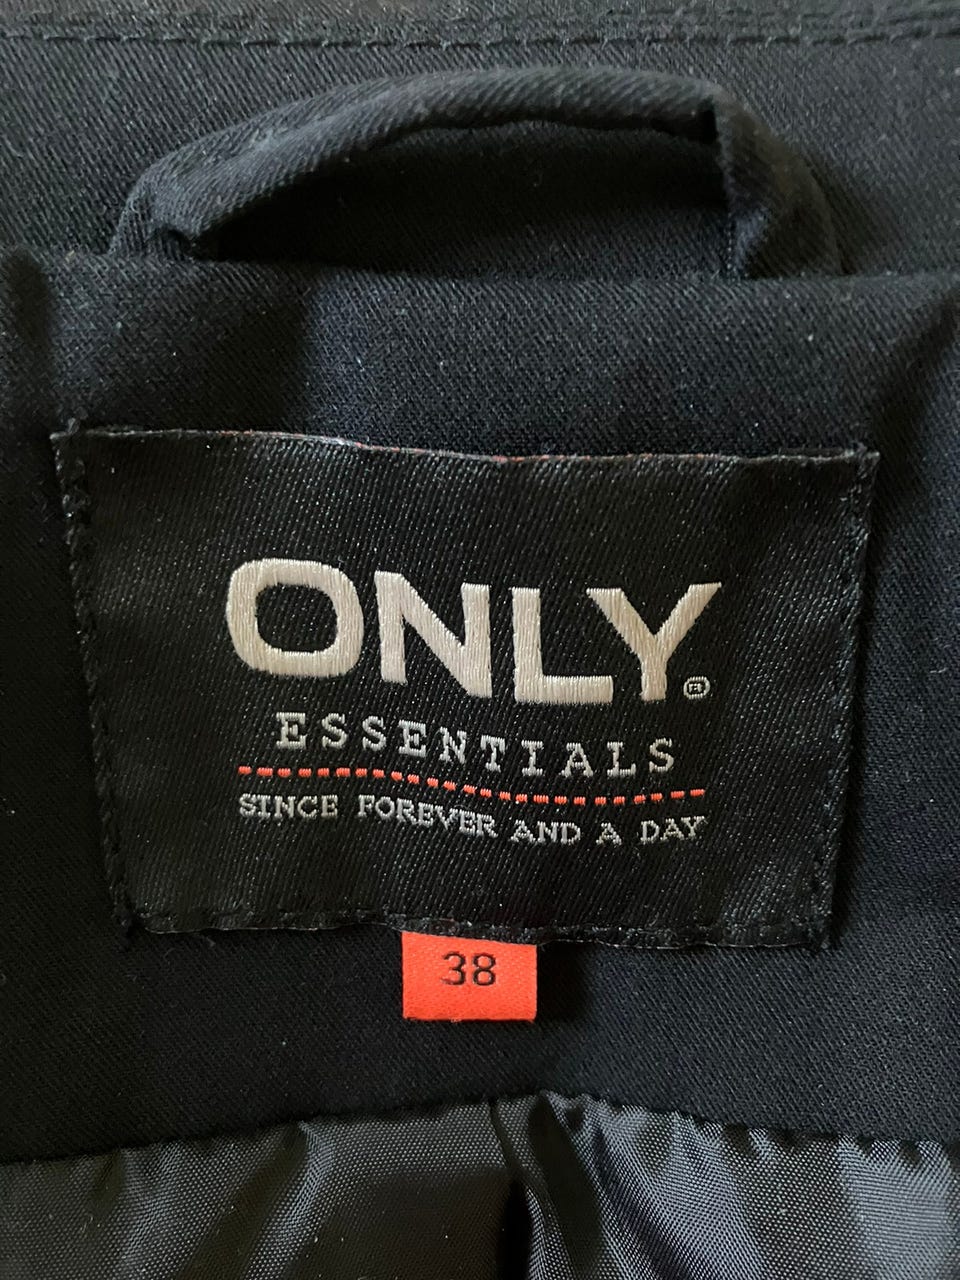 ONLY®
ESSENTIALS
SINCE FOREVER AND A DAY
38